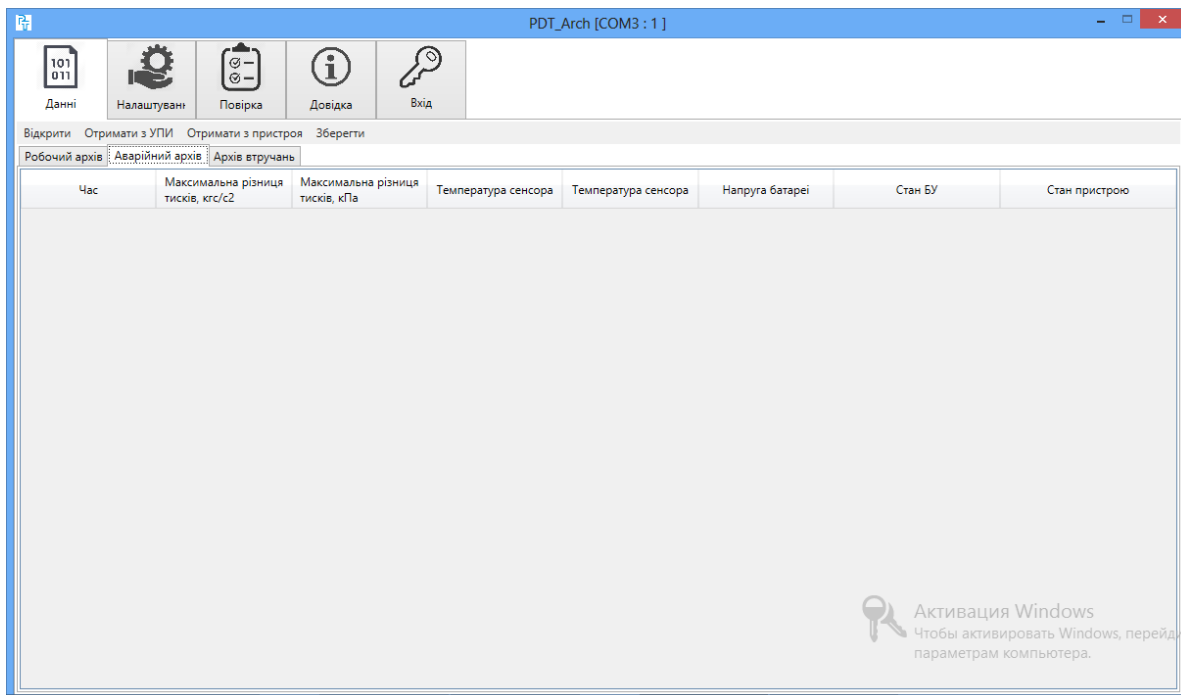 PDT_Arch [COM3 : 1 ]
101
011
Данні
Налаштуванн
Повірка
Довідка
Вхід
Відкрити Отримати з УПИ Отримати з пристроя Зберегти
Робочий архів Аварійний архів Архів втручань
Час
Максимальна різниця
тисків, кгс/с2
Максимальна різниця
тисків, кПа
Температура сенсора
Температура сенсора
Напруга батареі
Стан БУ
Стан пристрою
Активация Windows
Чтобы активировать Windows, перейд
параметрам компьютера.